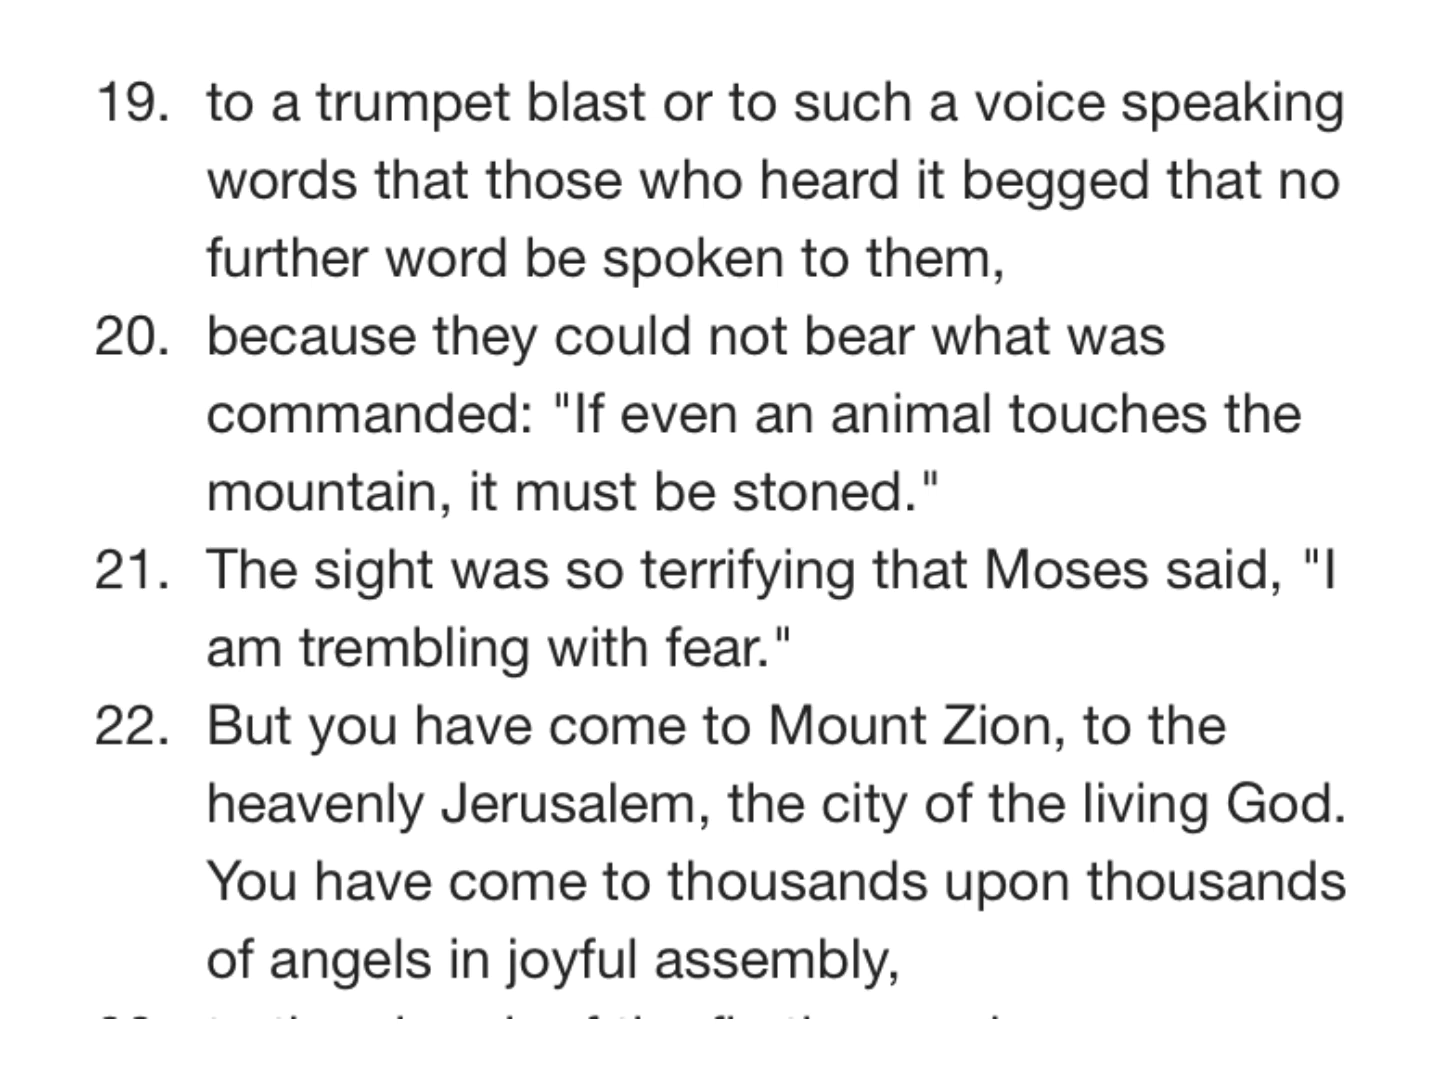 19. to a trumpet blast or to such a voice speaking
words that those who heard it begged that no
further word be spoken to them,
20. because they could not bear what was
commanded: "If even an animal touches the
mountain, it must be stoned."
21. The sight was so terrifying that Moses said, "I
am trembling with fear."
22. But you have come to Mount Zion, to the
heavenly Jerusalem, the city of the living God.
You have come to thousands upon thousands
of angels in joyful assembly,